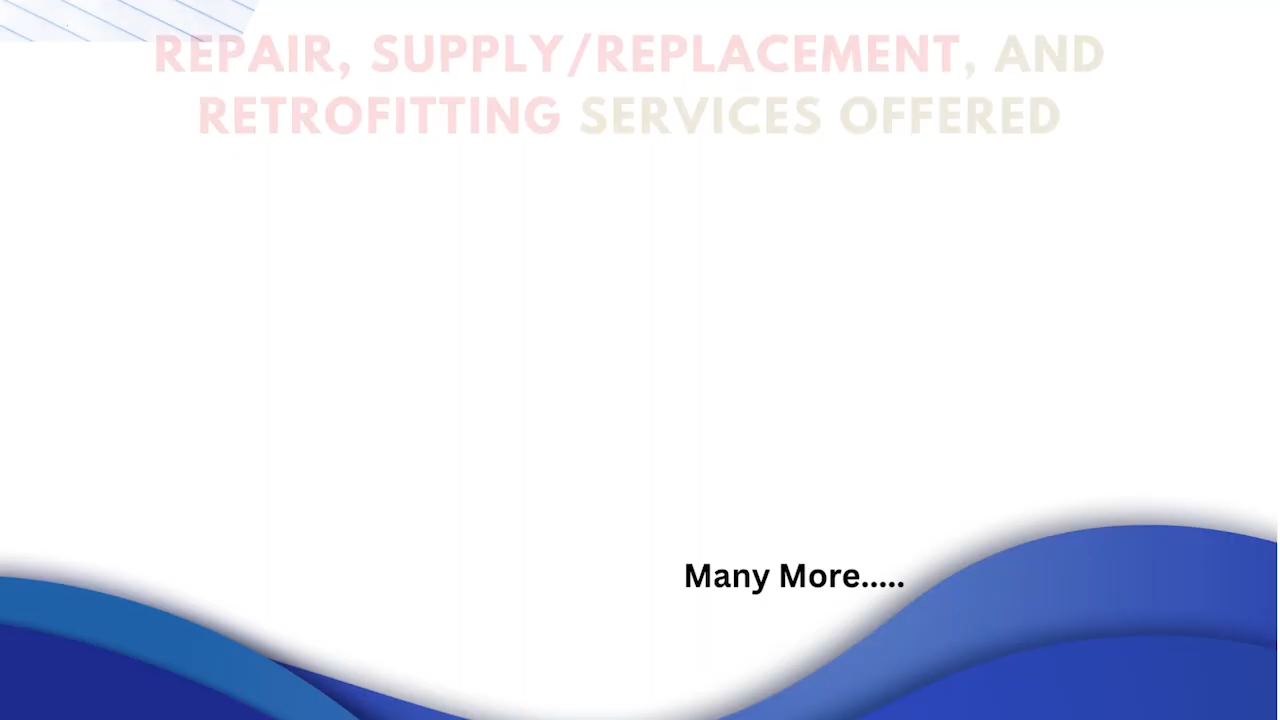 REPAIR, SUPPLY/REPLACEMENT, AND
RETROFITTING SERVICES OFFERED
Many More.....